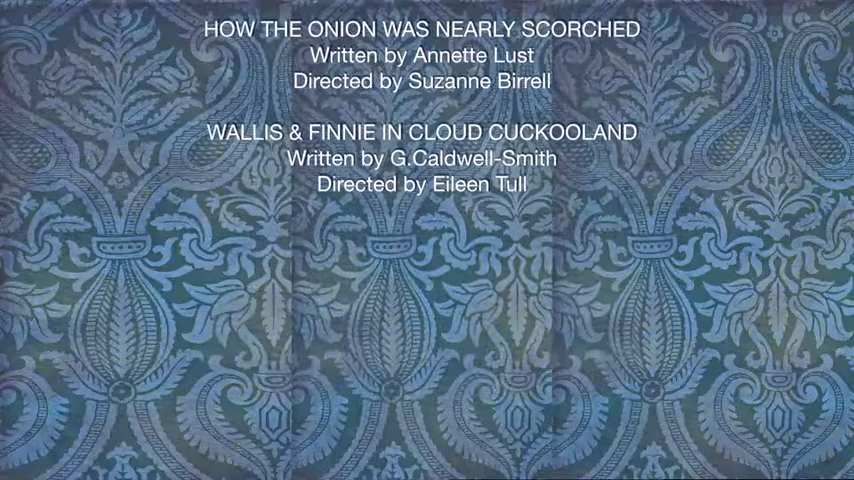 HOW THE ONION WAS NEARLY SCORCHED
Written by Annette Lust
Directed by Suzanne Birrell
WALLIS & FINNIE IN CLOUD CUCKOOLAND
Written by G.Caldwell-Smith
Directed by Eileen Tull